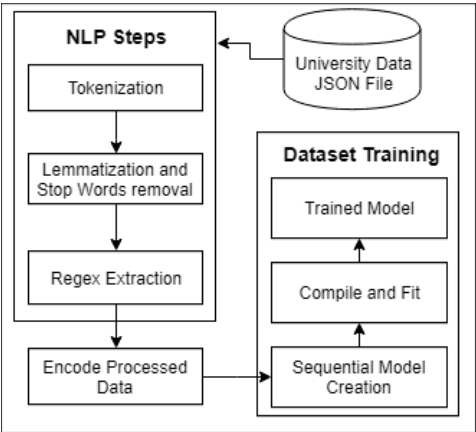 NLP Steps
University Data
JSON File
Tokenization
Lemmatization and
Stop Words removal
Regex Extraction
Encode Processed
Data
Dataset Training
Trained Model
Compile and Fit
Sequential Model
Creation